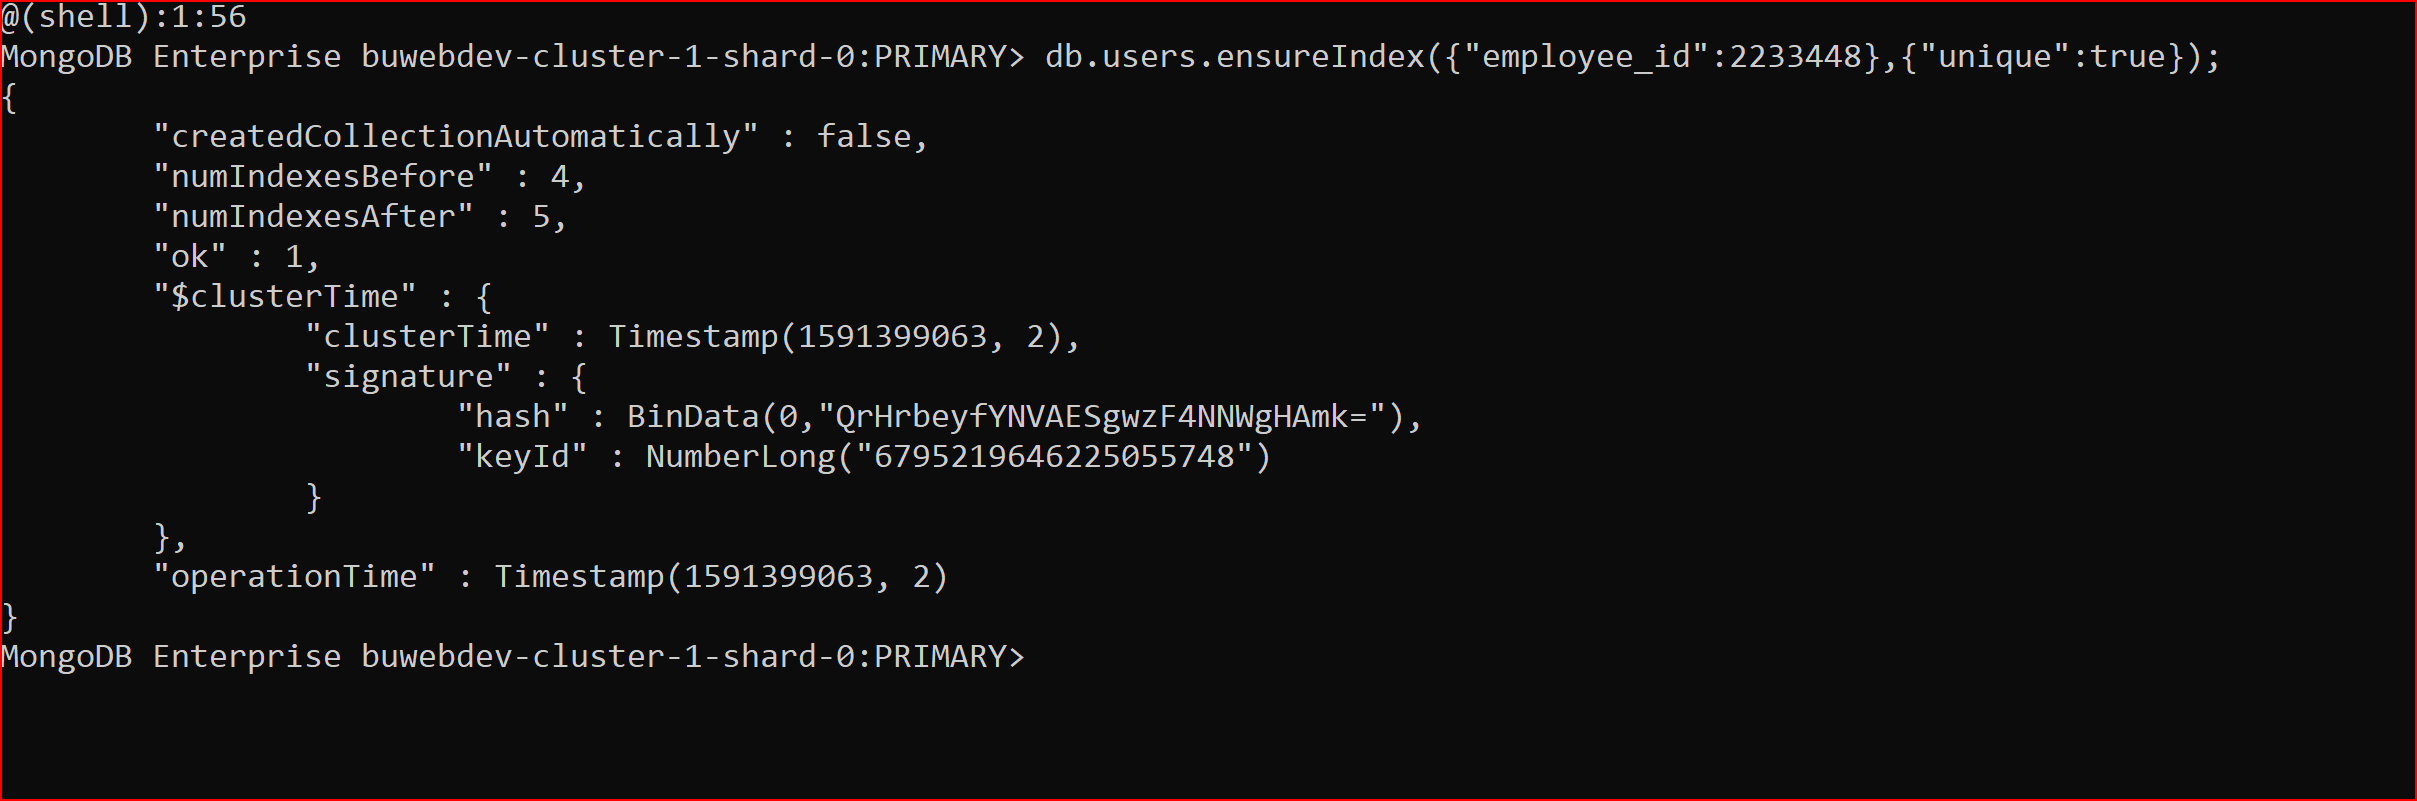 @(shell):1:56
MongoDB Enterprise buwebdev-cluster-1-shard-0:PRIMARY> db.users.ensureIndex({"employee_id":2233448},{"unique":true});
{
        "createdCollectionAutomatically" : false,
        "numIndexesBefore" : 4,
        "numIndexesAfter" : 5,
        "ok" : 1,
        "$clusterTime" : {
                "clusterTime" : Timestamp(1591399063, 2),
                "signature" : {
                        "hash" : BinData(0,"QrHrbeyfYNVAESgwzF4NNWgHAmk="),
                        "keyId" : NumberLong("6795219646225055748")
                }
        },
        "operationTime" : Timestamp(1591399063, 2)
}
MongoDB Enterprise buwebdev-cluster-1-shard-0:PRIMARY>